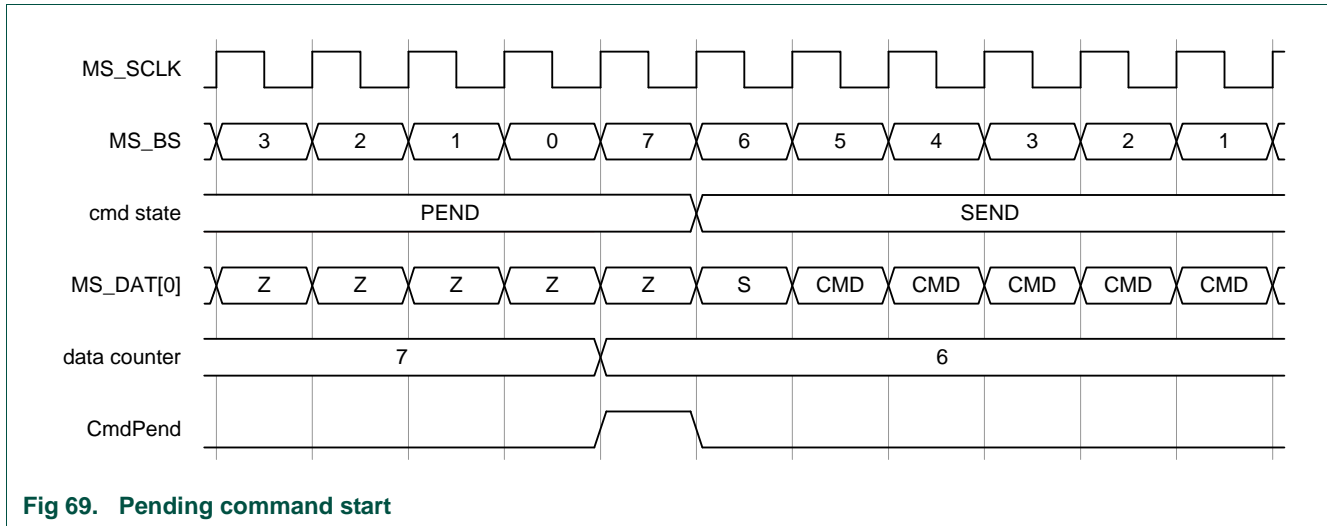 MS_SCLK
MS_BS 3 2 1 0 7 6 5 4 3 2 1
cmd state PEND SEND
MS_DAT[0] Z Z Z Z Z S CMD CMD CMD CMD CMD
data counter 7 6
CmdPend
Fig 69. Pending command start